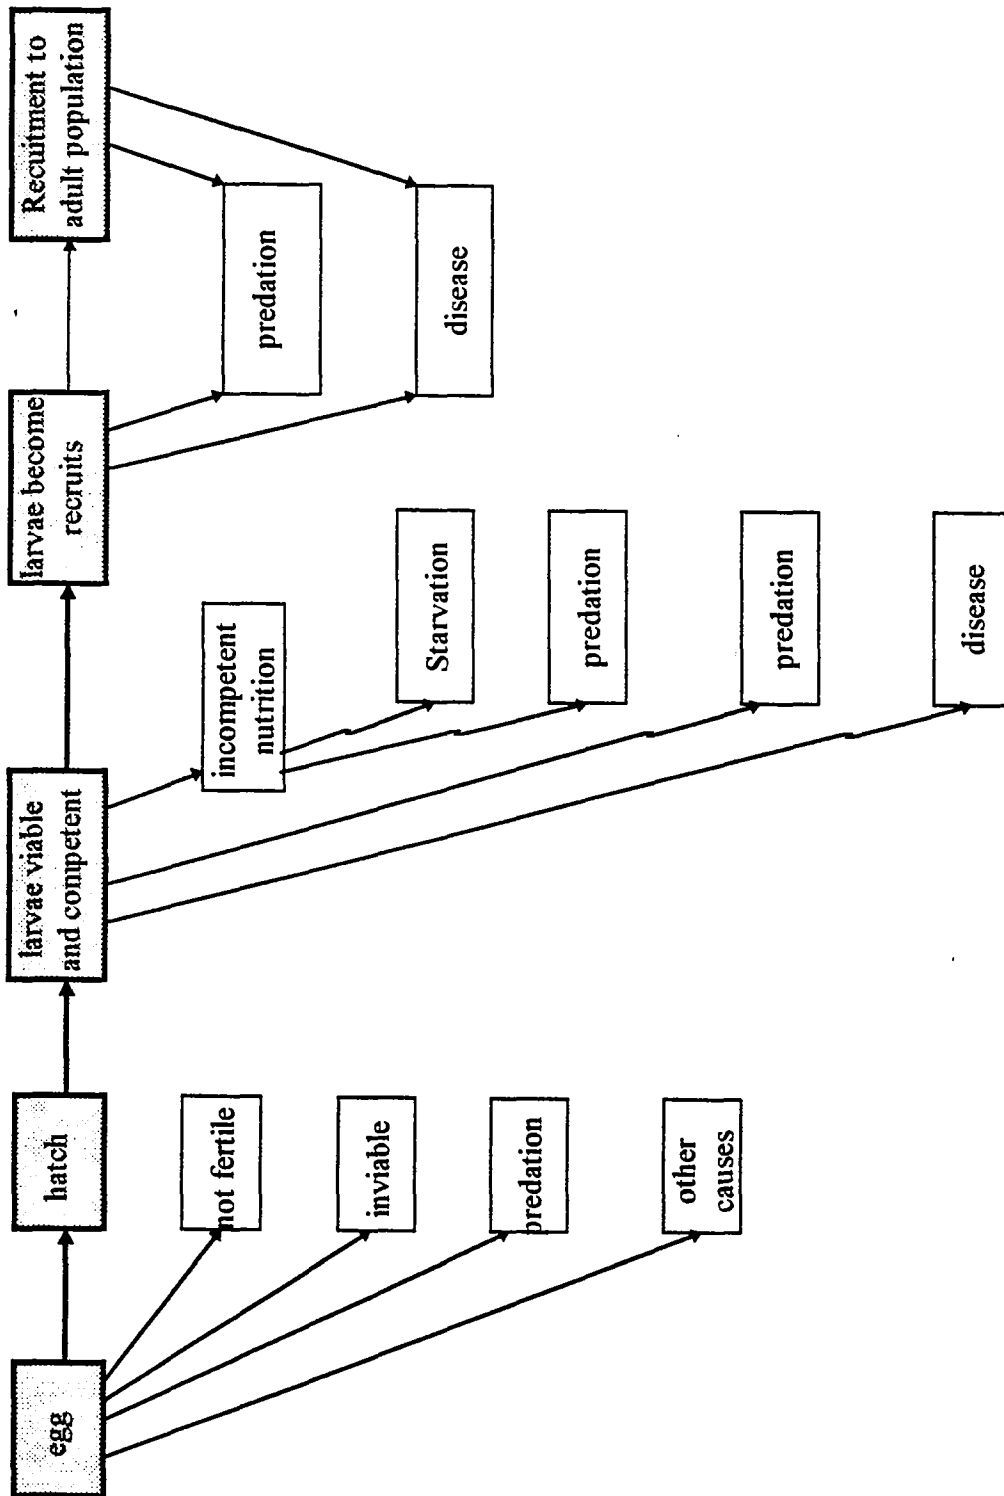 egg
hatch
larvae viable
and competent
larvae become
recruits
Recuitment to
adult population
not fertile
inviable
predation
other
causes
incompetent
nutrition
Starvation
predation
predation
disease
predation
disease